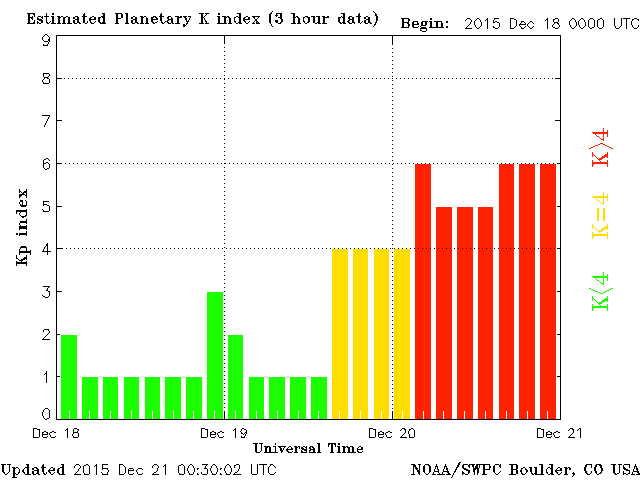 Estimated Planetary K index (3 hour data) Begin: 2015 Dec 18 0000 UTC
9
8
7
6
5
4
3
2
1
0
Kp index
K>4
K=4
K<4
Dec 18 Dec 19 Dec 20 Dec 21
Universal Time
Updated 2015 Dec 21 00:30:02 UTC NOAA/SWPC Boulder, CO USA